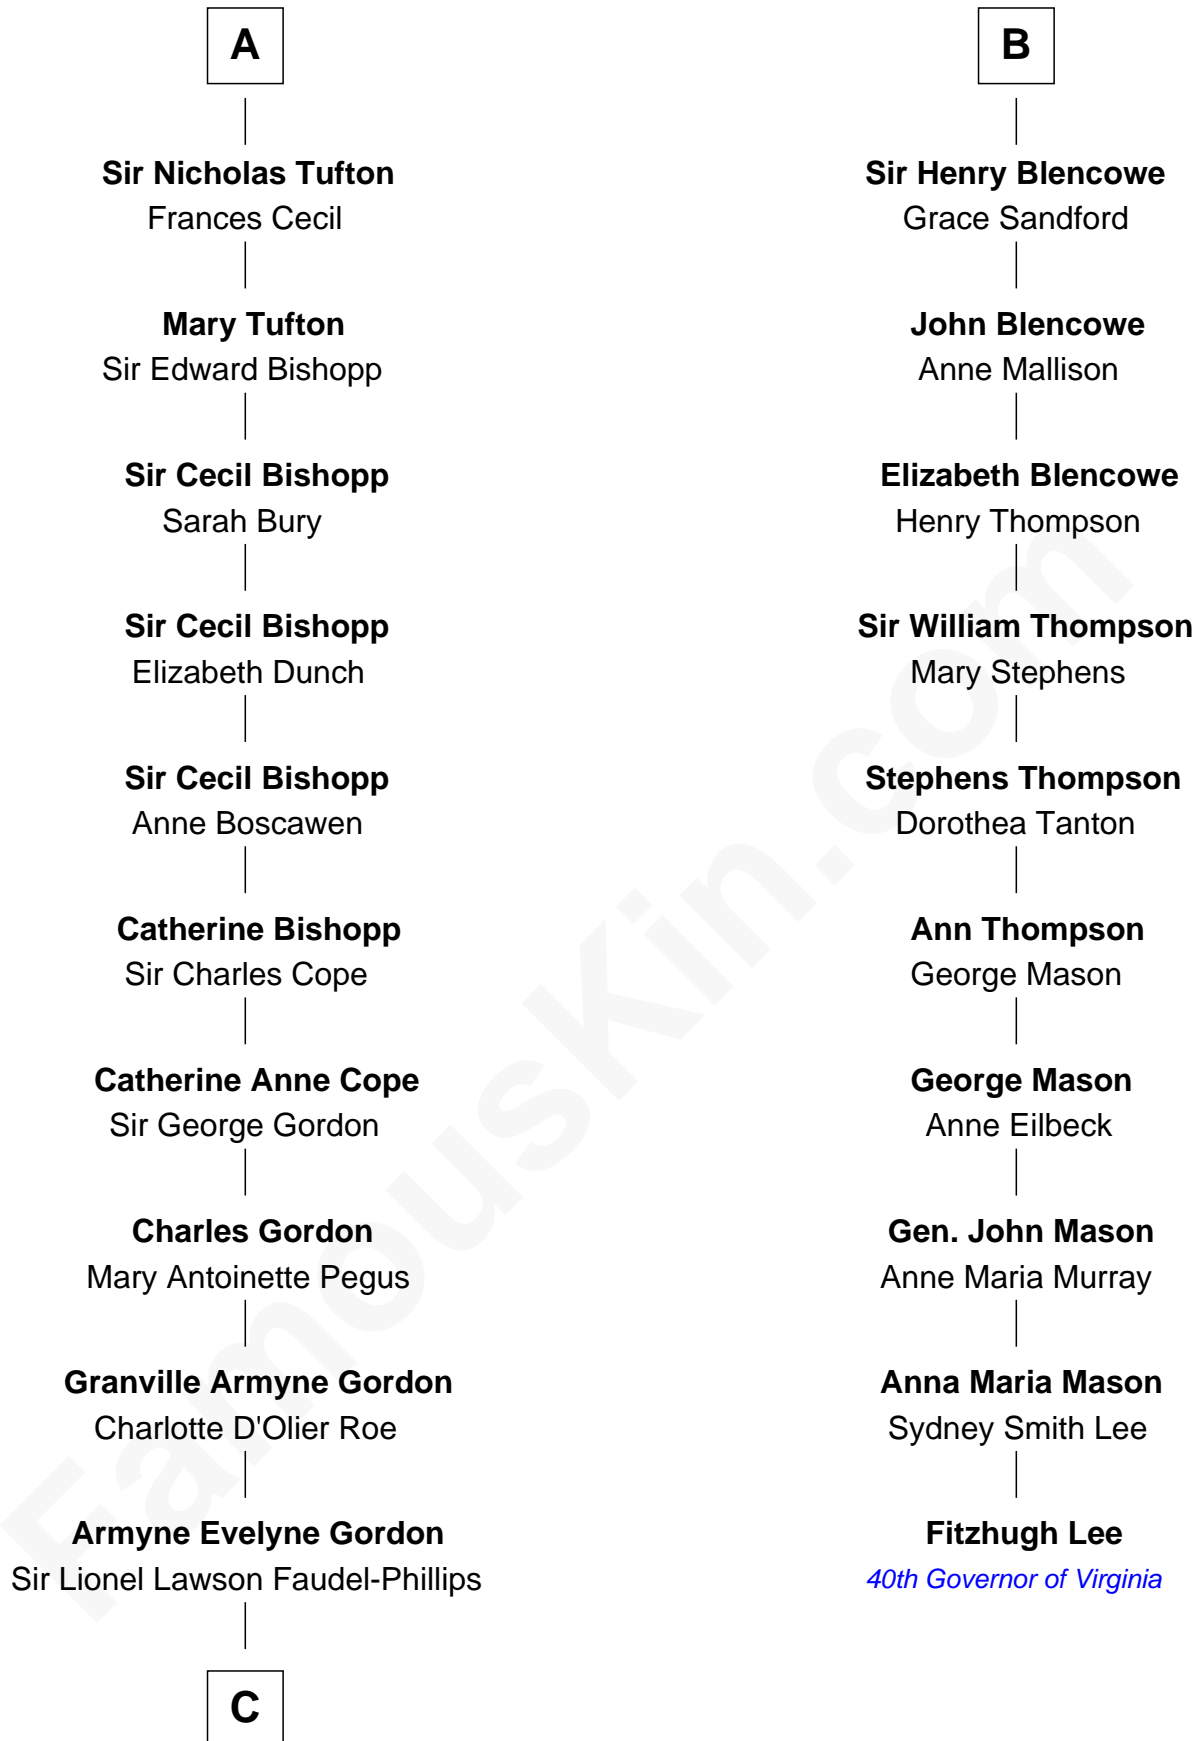 A
Sir Nicholas Tufton
Frances Cecil
Mary Tufton
Sir Edward Bishopp
Sir Cecil Bishopp
Sarah Bury
Sir Cecil Bishopp
Elizabeth Dunch
Sir Cecil Bishopp
Anne Boscawen
Catherine Bishopp
Sir Charles Cope
Catherine Anne Cope
Sir George Gordon
Charles Gordon
Mary Antoinette Pegus
Granville Armyne Gordon
Charlotte D'Olier Roe
Armyne Evelyne Gordon
Sir Lionel Lawson Faudel-Phillips
C
B
Sir Henry Blencowe
Grace Sandford
John Blencowe
Anne Mallison
Elizabeth Blencowe
Henry Thompson
Sir William Thompson
Mary Stephens
Stephens Thompson
Dorothea Tanton
Ann Thompson
George Mason
George Mason
Anne Eilbeck
Gen. John Mason
Anne Maria Murray
Anna Maria Mason
Sydney Smith Lee
Fitzhugh Lee
40th Governor of Virginia
FamousKin.com